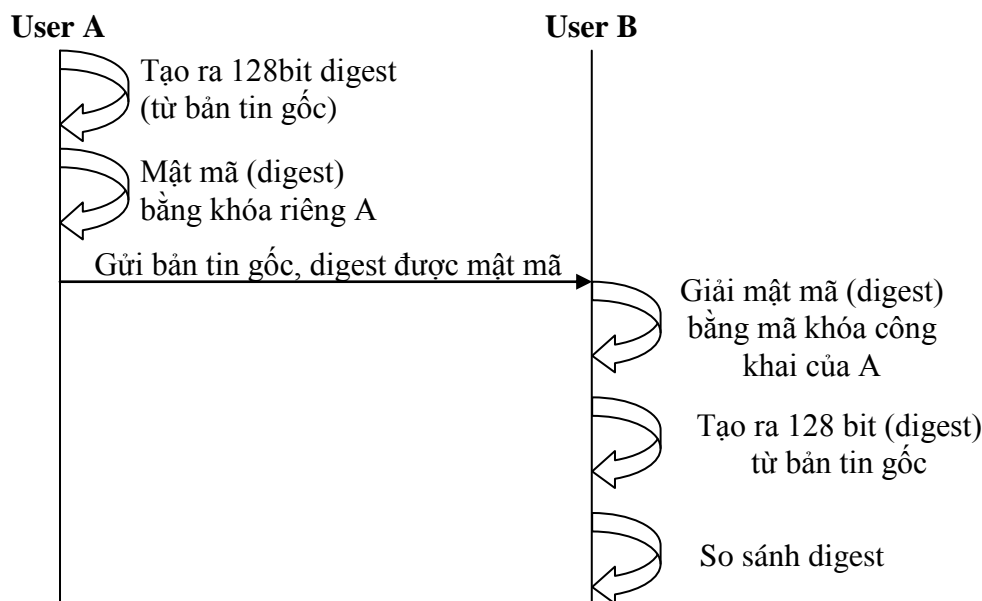 User A
User B
Tạo ra 128bit digest
(từ bản tin gốc)
Mật mã (digest)
bằng khóa riêng A
Gửi bản tin gốc, digest được mật mã
Giải mật mã (digest)
bằng mã khóa công
khai của A
Tạo ra 128 bit (digest)
từ bản tin gốc
So sánh digest